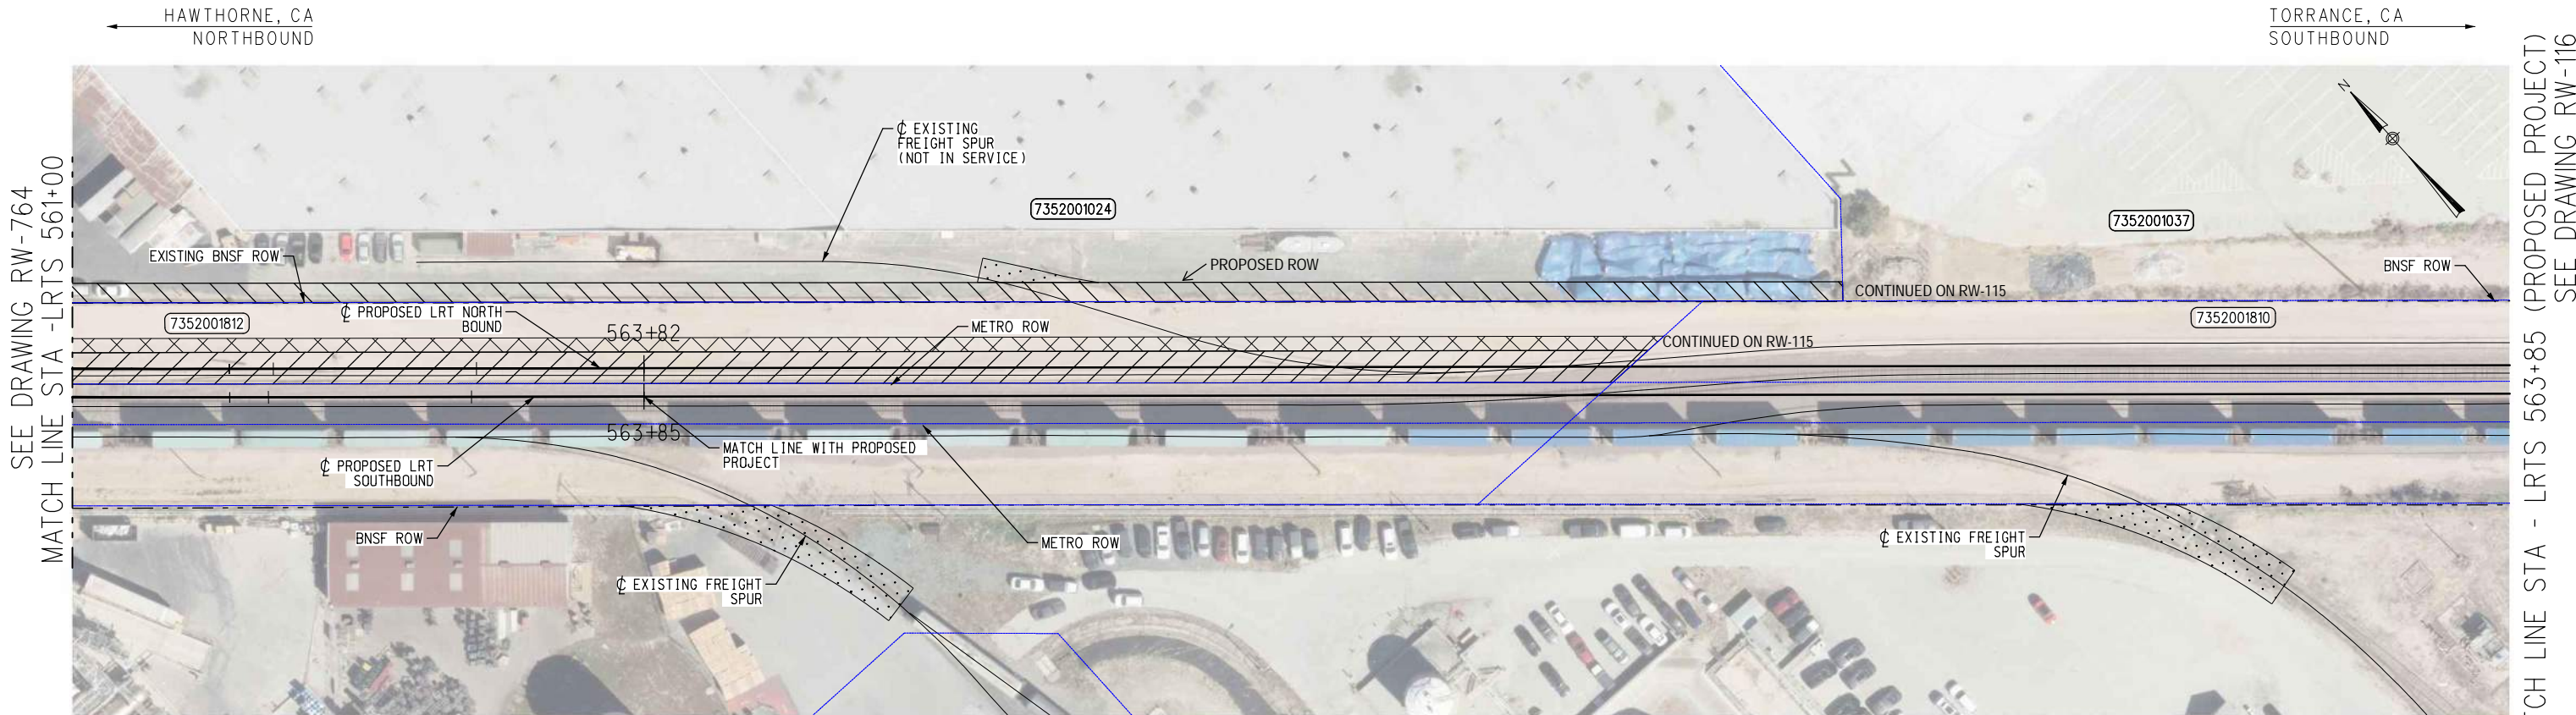 HAWTHORNE, CA
NORTHBOUND
TORRANCE, CA
SOUTHBOUND
SEE DRAWING RW-764
MATCH LINE STA -LRTS 561+00
℄ EXISTING
FREIGHT SPUR
(NOT IN SERVICE)
N
7352001024
7352001037
EXISTING BNSF ROW
PROPOSED ROW
BNSF ROW
CONTINUED ON RW-115
7352001812
℄ PROPOSED LRT NORTH
BOUND
563+82
METRO ROW
7352001810
CONTINUED ON RW-115
563+85
MATCH LINE WITH PROPOSED
PROJECT
℄ PROPOSED LRT
SOUTHBOUND
BNSF ROW
METRO ROW
℄ EXISTING FREIGHT
SPUR
℄ EXISTING FREIGHT
SPUR
TCH LINE STA - LRTS 563+85 (PROPOSED PROJECT)
SEE DRAWING RW-116